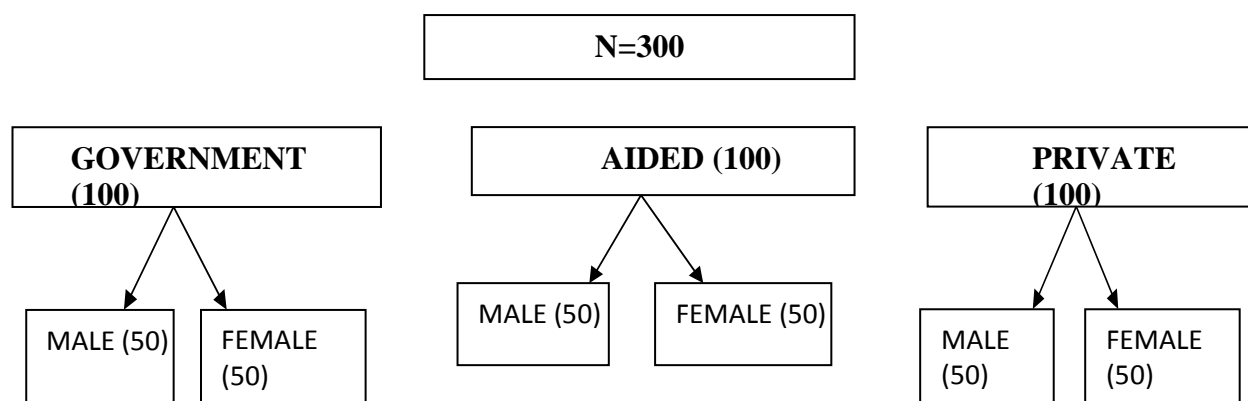 N=300
GOVERNMENT
(100)
AIDED (100)
PRIVATE
(100)
MALE (50)
FEMALE
(50)
MALE (50)
FEMALE (50)
MALE
(50)
FEMALE
(50)